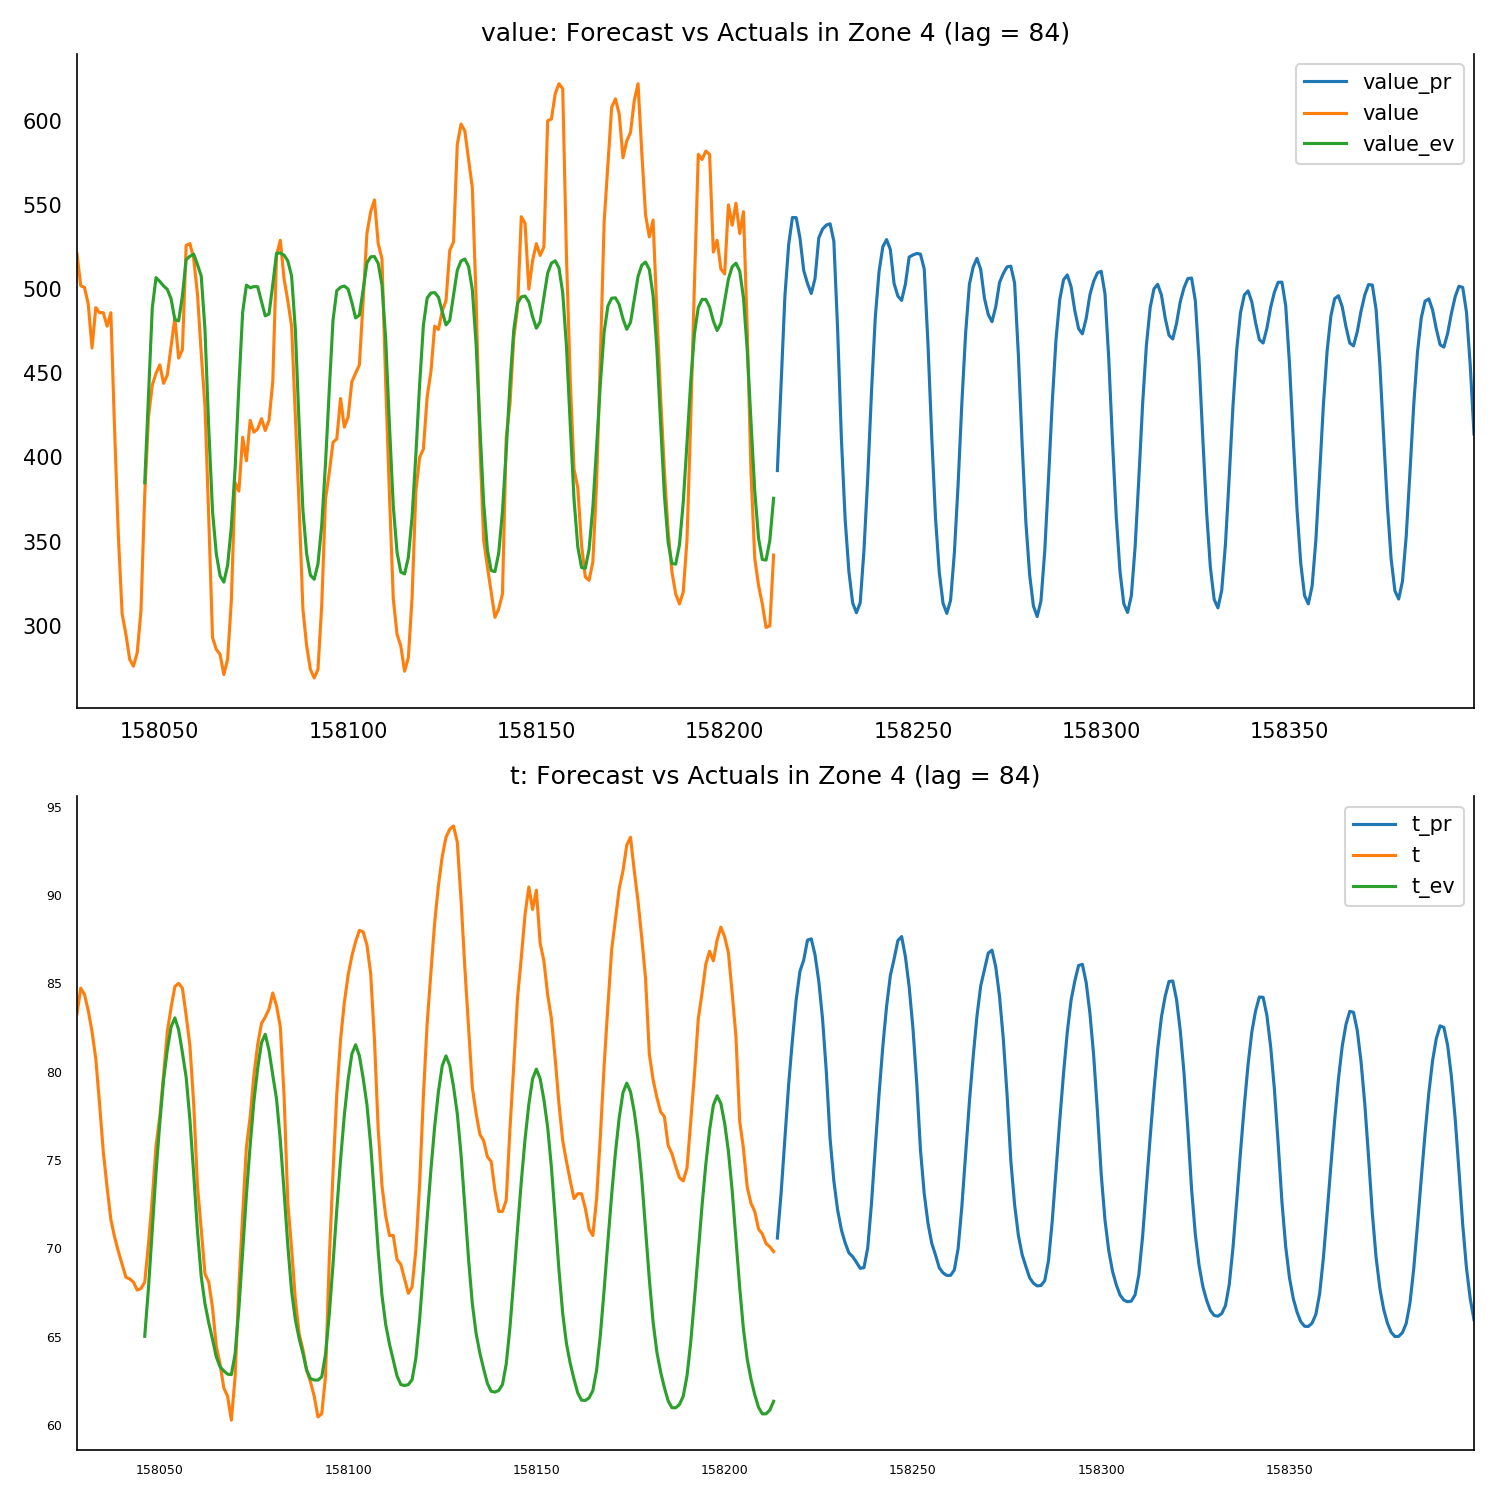 value: Forecast vs Actuals in Zone 4 (lag = 84)
value_pr
value
value_ev
600
550
500
450
400
350
300
158050 158100 158150 158200 158250 158300 158350
t: Forecast vs Actuals in Zone 4 (lag = 84)
t_pr
t
t_ev
95
90
85
80
75
70
65
60
158050 158100 158150 158200 158250 158300 158350